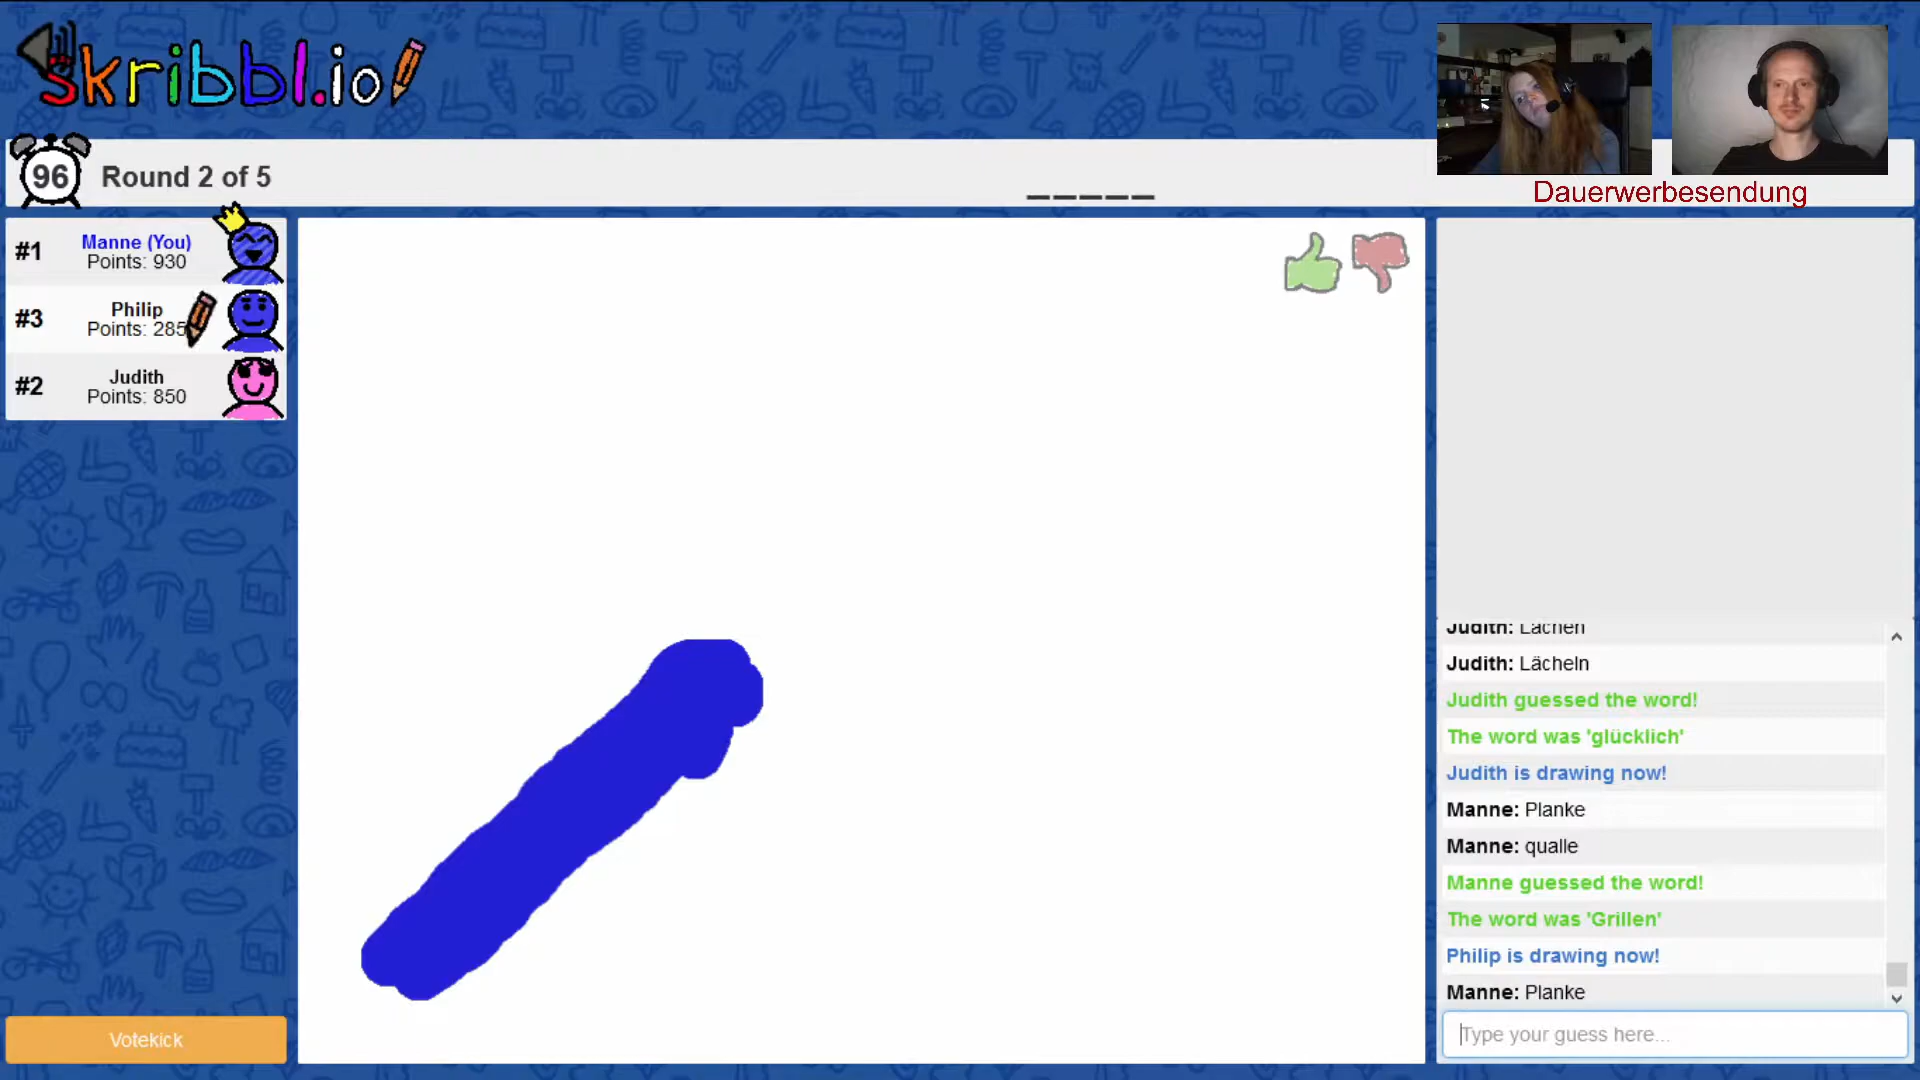 skribbl.io
96 Round 2 of 5
_____
Dauerwerbesendung
#1 Manne (You)
Points: 930
#3 Philip
Points: 285
#2 Judith
Points: 850
Judith: Lachen
Judith: Lächeln
Judith guessed the word!
The word was 'glücklich'
Judith is drawing now!
Manne: Planke
Manne: qualle
Manne guessed the word!
The word was 'Grillen'
Philip is drawing now!
Manne: Planke
Type your guess here...
Votekick